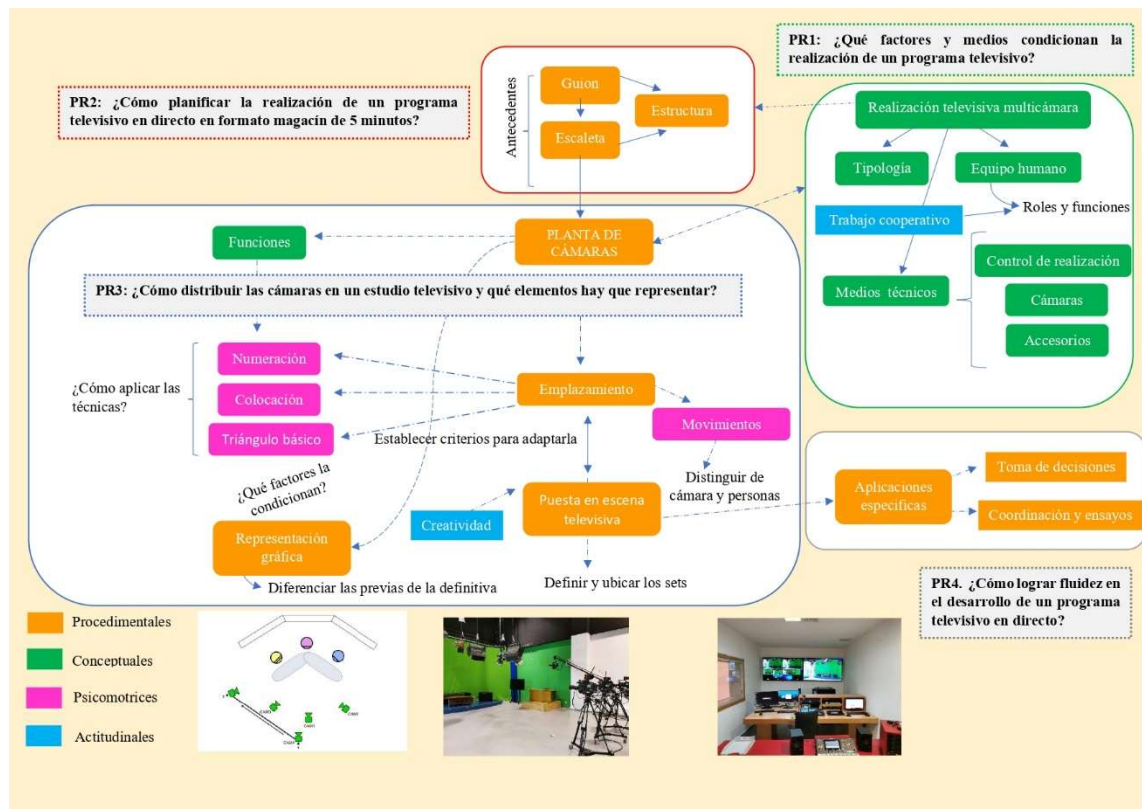 PR1: ¿Qué factores y medios condicionan la
realización de un programa televisivo?
PR2: ¿Cómo planificar la realización de un programa
televisivo en directo en formato magacín de 5 minutos?
Antecedentes
Guion
Estructura
Escaleta
Realización televisiva multicámara
Tipología
Equipo humano
Trabajo cooperativo
Roles y funciones
Control de realización
Medios técnicos
Cámaras
Accesorios
Funciones
PLANTA DE
CÁMARAS
PR3: ¿Cómo distribuir las cámaras en un estudio televisivo y qué elementos hay que representar?
¿Cómo aplicar las
técnicas?
Numeración
Colocación
Triángulo básico
Emplazamiento
Movimientos
Establecer criterios para adaptarla
Distinguir de
cámara y personas
¿Qué factores la
condicionan?
Creatividad
Puesta en escena
televisiva
Representación
gráfica
Diferenciar las previas de la definitiva
Definir y ubicar los sets
Aplicaciones
específicas
Toma de decisiones
Coordinación y ensayos
PR4. ¿Cómo lograr fluidez en
el desarrollo de un programa
televisivo en directo?
Procedimentales
Conceptuales
Psicomotrices
Actitudinales